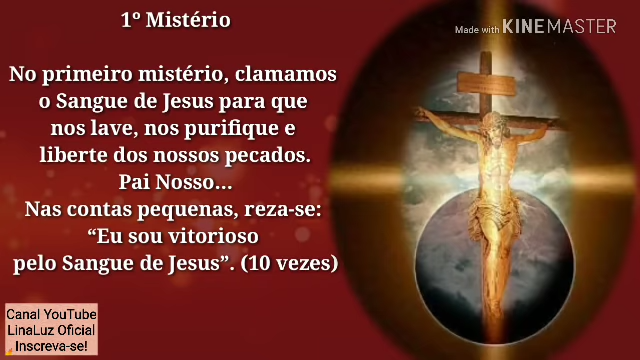 1º Mistério
Made with KINEMASTER
No primeiro mistério, clamamos
o Sangue de Jesus para que
nos lave, nos purifique e
liberte dos nossos pecados.
Pai Nosso...
Nas contas pequenas, reza-se:
“Eu sou vitorioso
pelo Sangue de Jesus”. (10 vezes)
Canal YouTube
LinaLuz Oficial
Inscreva-se!